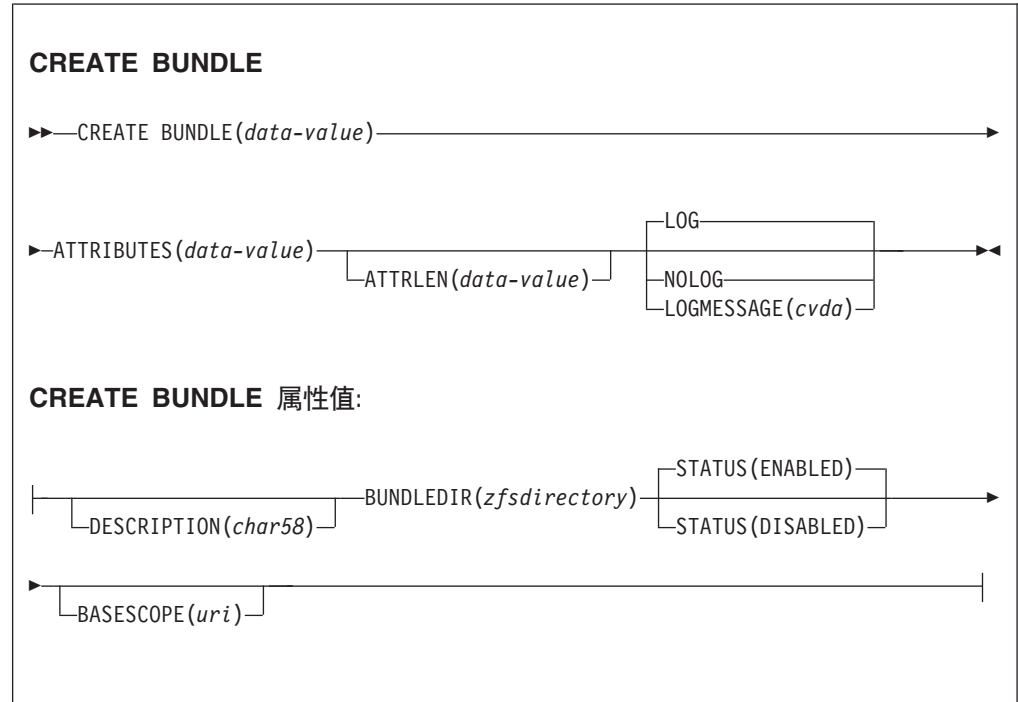 CREATE BUNDLE
CREATE BUNDLE(data-value)
LOG
ATTRIBUTES(data-value)
ATTRLEN(data-value)
NOLOG
LOGMESSAGE(cvda)
CREATE BUNDLE 属性值:
STATUS(ENABLED)
BUNDLEDIR(zfsdirectory)
DESCRIPTION(char58)
STATUS(DISABLED)
BASESCOPE(uri)